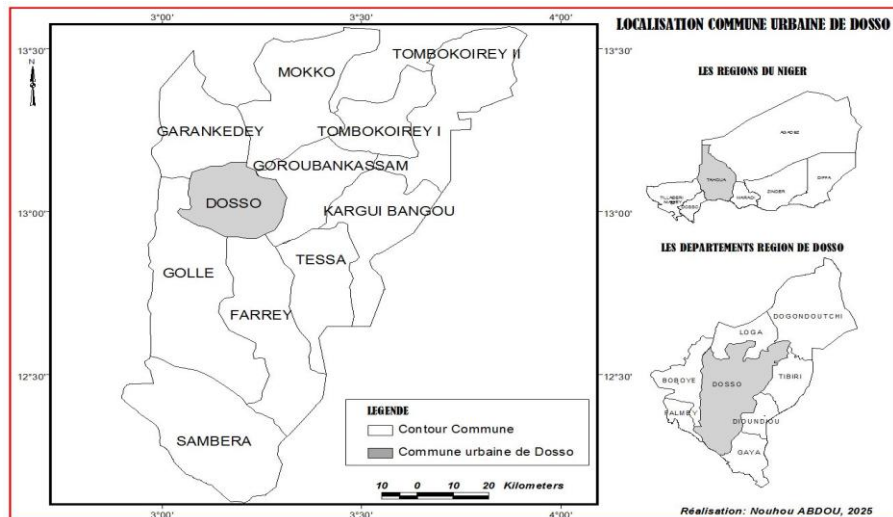 LOCALISATION COMMUNE URBAINE DE DOSSO
3°00' 3°30' 4°00'
13°30' 13°30'
N
TOMBOKOIREY II
MOKKO
GARANKEDEY
TOMBOKOIREY I
GOROUBANKASSAM
DOSSO
13°00' 13°00'
KARGUI BANGOU
TESSA
GOLLE
FARREY
12°30' 12°30'
SAMBERA
LEGENDE
Contour Commune
Commune urbaine de Dosso
10 0 10 20 Kilometers
3°00' 3°30' 4°00'
LES REGIONS DU NIGER
AGADEZ
TAHOUA
DIFFA
ZINDER
MARADI
TILLABERI
DOSSO
LES DEPARTEMENTS REGION DE DOSSO
DOGONDOUTCHI
LOGA
BOBOYE
DOSSO
TIBIRI
FALMEY
DIOUNDIOU
GAYA
Réalisation: Nouhou ABDOU, 2025